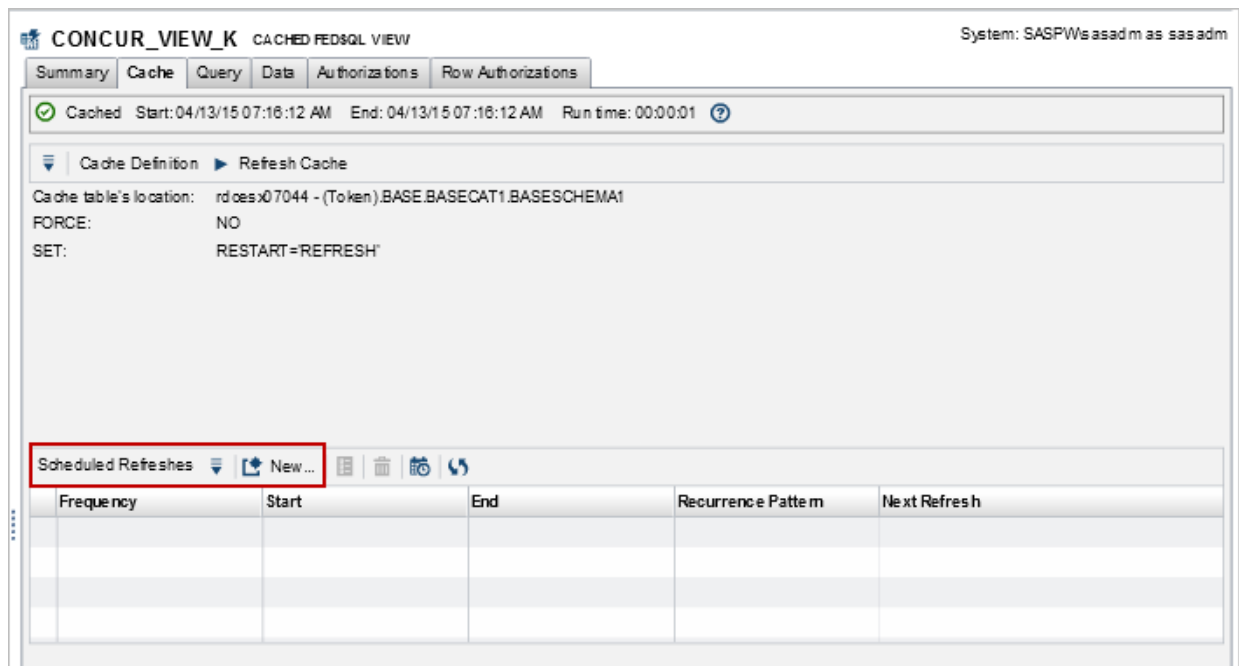 CONCUR_VIEW_K CACHED FEDSQL VIEW System: SASPW\sasadm as sasadm
Summary Cache Query Data Authorizations Row Authorizations
Cached Start: 04/13/15 07:16:12 AM End: 04/13/15 07:16:12 AM Run time: 00:00:01
Cache Definition Refresh Cache
Cache table's location: rdcesx07044 - (Token).BASE.BASECAT1.BASESCHEMA1
FORCE: NO
SET: RESTART='REFRESH'
Scheduled Refreshes New...
Frequency Start End Recurrence Pattern Next Refresh